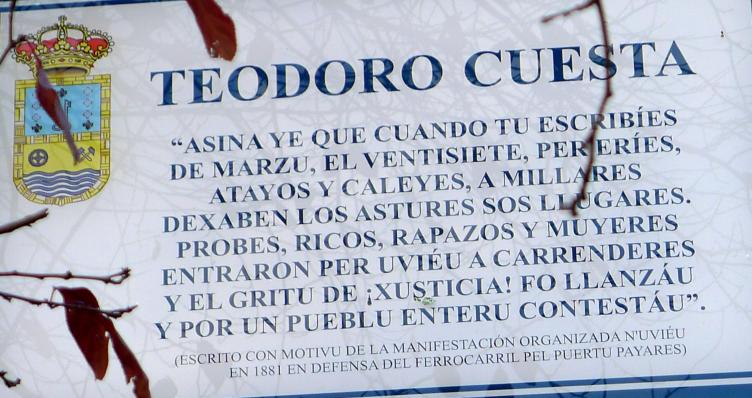 TEODORO CUESTA
“ASINA YE QUE CUANDO TU ESCRIBÍES
DE MARZU, EL VENTISIETE, PER ERÍES,
ATAYOS Y CALEYES, A MILLARES
DEXABEN LOS ASTURES SOS LLUGARES.
PROBES, RICOS, RAPAZOS Y MUYERES
ENTRARON PER UVIÉU A CARRENDERES
Y EL GRITU DE ¡XUSTICIA! FO LLANZÁU
Y POR UN PUEBLU ENTERU CONTESTÁU”.
(ESCRITO CON MOTIVU DE LA MANIFESTACIÓN ORGANIZADA N'UVIÉU
EN 1881 EN DEFENSA DEL FERROCARRIL PEL PUERTU PAYARES)